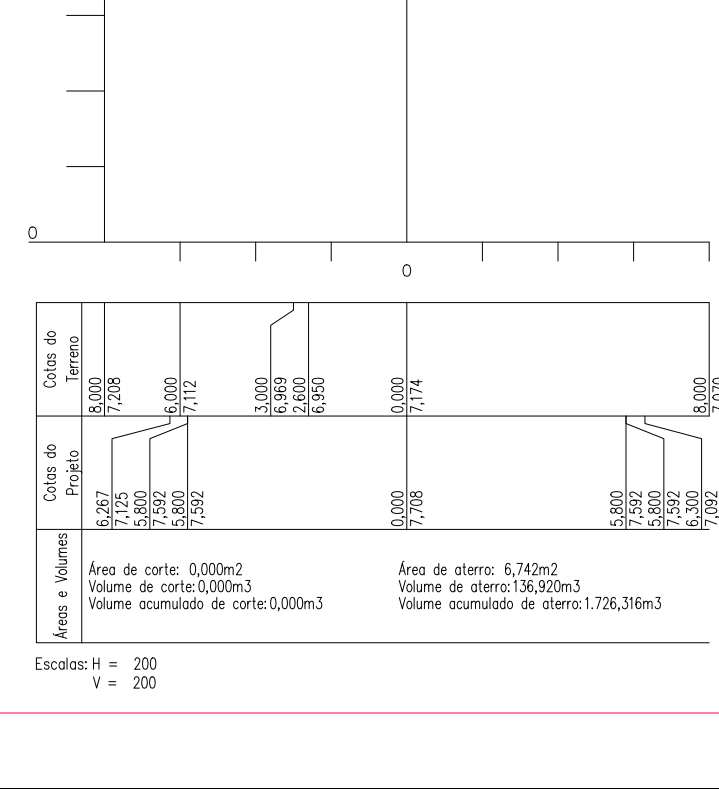 0
0
Cotas do
Terreno
8,000
7,208
6,000
7,112
3,000
6,969
2,600
6,950
0,000
7,174
8,000
7,070
Cotas do
Projeto
6,267
7,125
5,800
7,592
5,800
7,592
0,000
7,708
5,800
7,592
5,800
7,592
6,300
7,092
Áreas e Volumes
Área de corte: 0,000m2
Volume de corte:0,000m3
Volume acumulado de corte:0,000m3
Área de aterro: 6,742m2
Volume de aterro:136,920m3
Volume acumulado de aterro:1.726,316m3
Escalas: H = 200
V = 200